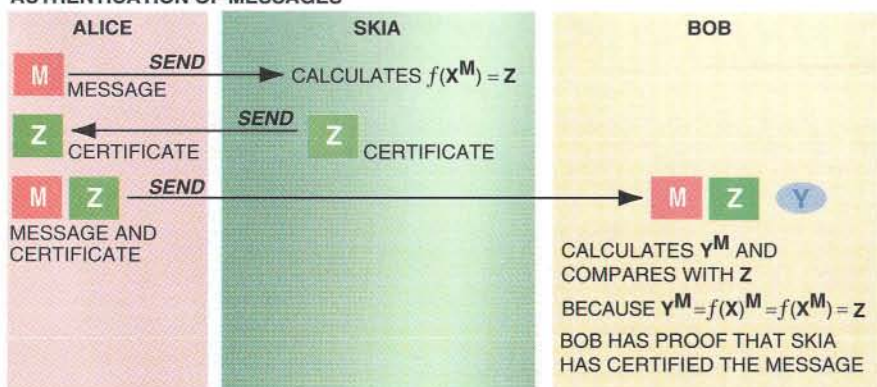 AUTHENTICATION OF MESSAGES
ALICE
SKIA
BOB
M
SEND
CALCULATES f(X^M) = Z
MESSAGE
Z
SEND
Z
CERTIFICATE
CERTIFICATE
M Z
SEND
M Z Y
MESSAGE AND
CERTIFICATE
CALCULATES Y^M AND
COMPARES WITH Z
BECAUSE Y^M=f(X)^M=f(X^M) = Z
BOB HAS PROOF THAT SKIA
HAS CERTIFIED THE MESSAGE